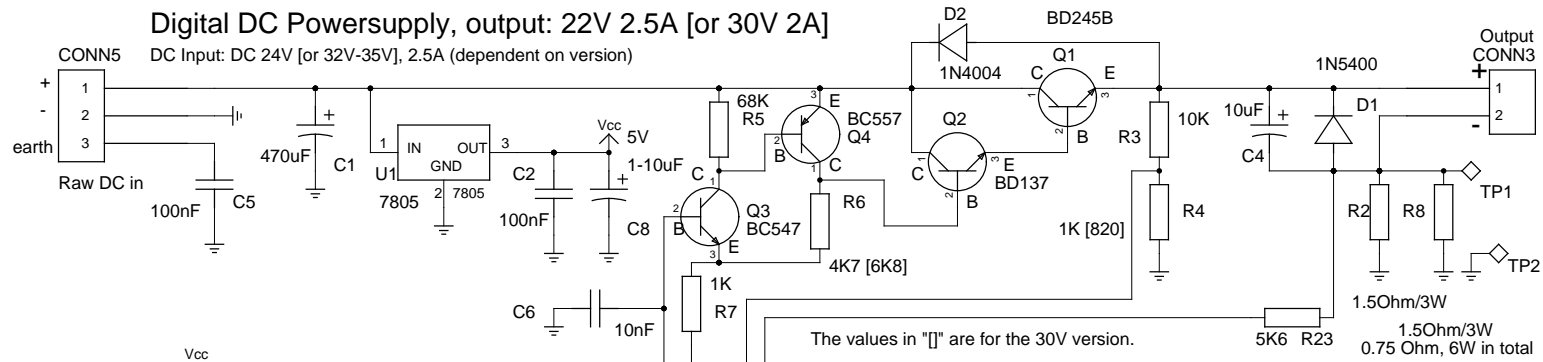 Digital DC Powersupply, output: 22V 2.5A [or 30V 2A]
DC Input: DC 24V [or 32V-35V], 2.5A (dependent on version)
CONN5
+
1
-
2
earth
3
Raw DC in
C5
100nF
470uF
+
C1
1
IN
OUT
3
GND
U1
2
7805
7805
Vcc
5V
C2
100nF
1-10uF
+
C8
68K
R5
3
E
BC557
Q4
2
B
1
C
C
1
2
B
Q3
BC547
E
3
R6
4K7 [6K8]
1K
R7
C6
10nF
Vcc
D2
1N4004
BD245B
Q1
C
1
E
3
2
B
Q2
1
C
3
E
BD137
2
B
R3
10K
R4
1K [820]
10uF
+
C4
1N5400
D1
Output
CONN3
+
1
2
-
TP1
R2
R8
TP2
1.5Ohm/3W
1.5Ohm/3W
0.75 Ohm, 6W in total
5K6 R23
The values in "[]" are for the 30V version.